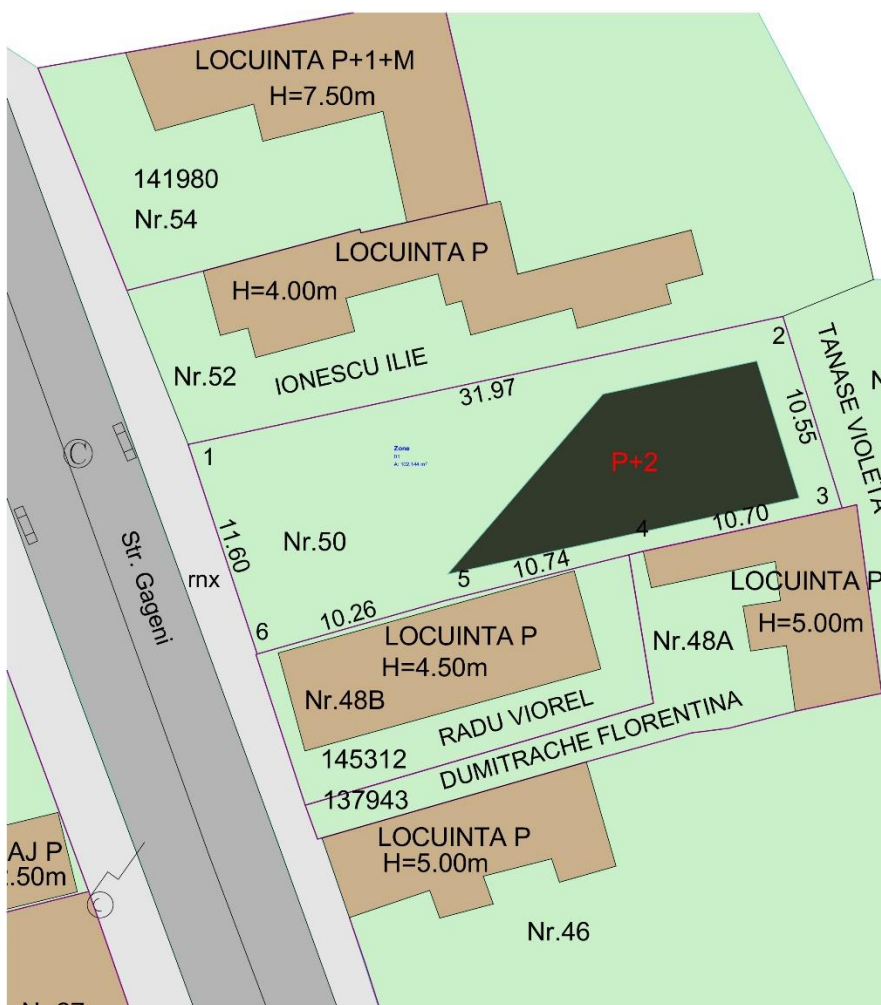 LOCUINTA P+1+M
H=7.50m
141980
Nr.54
LOCUINTA P
H=4.00m
Nr.52
IONESCU ILIE
31.97
2
TANASE VIOLETA
10.55
1
C
Zone
P+2
11.60
Nr.50
3
10.70
4
10.74
5
Str. Gageni
rnx
10.26
6
LOCUINTA P
H=4.50m
Nr.48B
LOCUINTA P
H=5.00m
Nr.48A
RADU VIOREL
145312
DUMITRACHE FLORENTINA
137943
LOCUINTA P
H=5.00m
AJ P
.50m
C
Nr.46